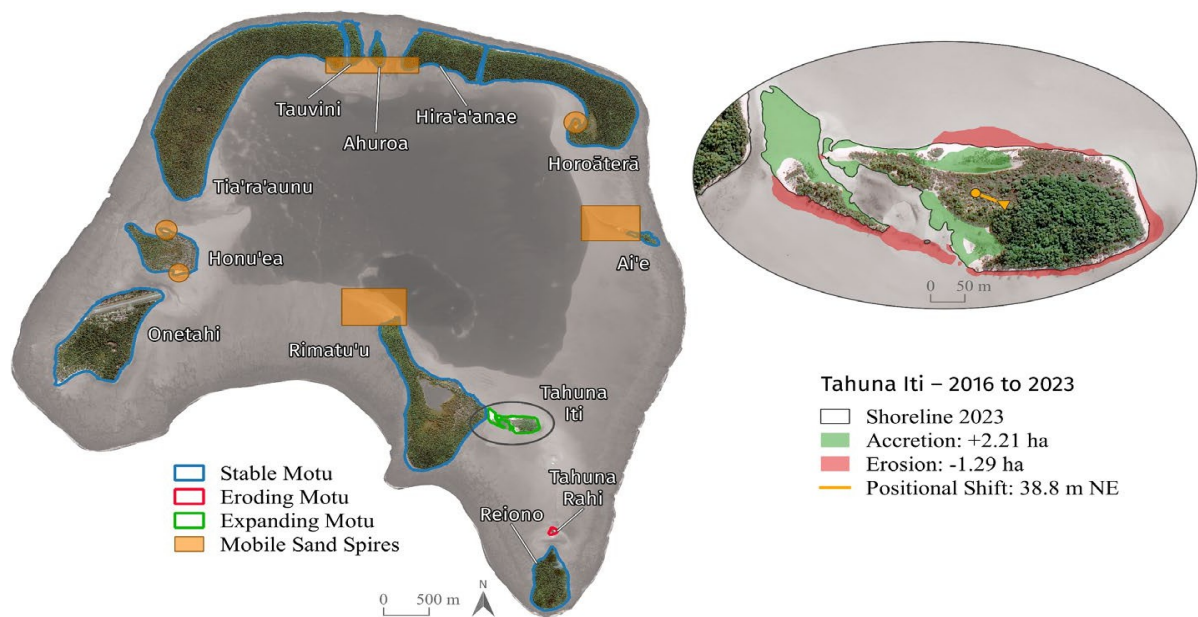 Tauvini
Ahuroa
Hira'a'anae
Horoāterā
Tia'ra'aunu
Honu'ea
Ai'e
Onetahi
Rimatu'u
Tahuna
Iti
Tahuna
Rahi
Reiono
Stable Motu
Eroding Motu
Expanding Motu
Mobile Sand Spires
0 500 m
N
0 50 m
Tahuna Iti – 2016 to 2023
Shoreline 2023
Accretion: +2.21 ha
Erosion: -1.29 ha
Positional Shift: 38.8 m NE